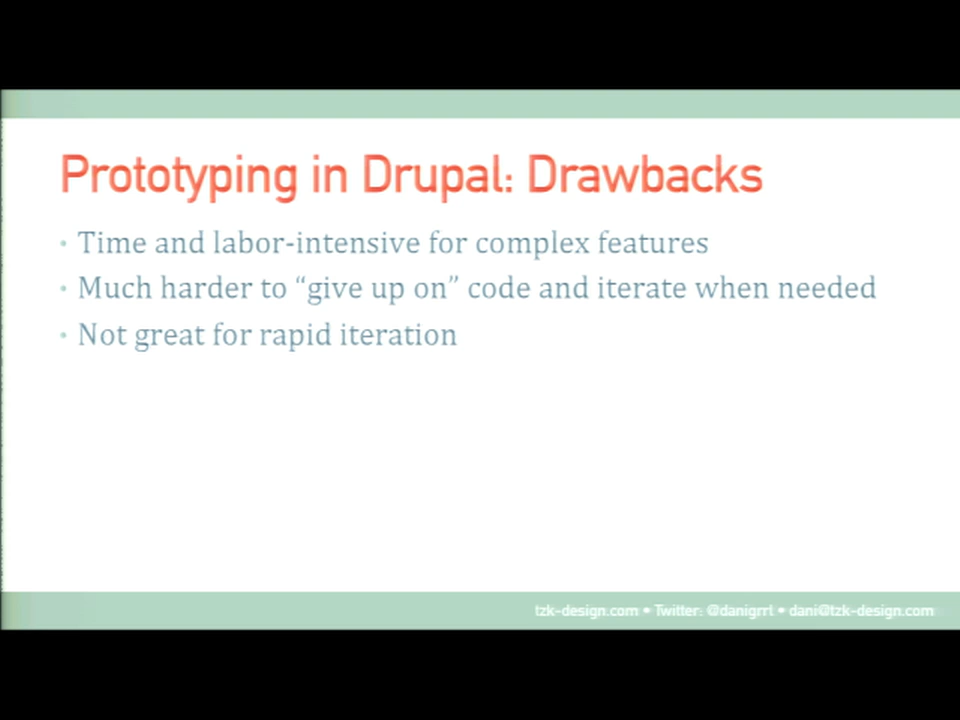 Prototyping in Drupal: Drawbacks
• Time and labor-intensive for complex features
• Much harder to “give up on” code and iterate when needed
• Not great for rapid iteration
tzk-design.com • Twitter: @danigrrl • dani@tzk-design.com